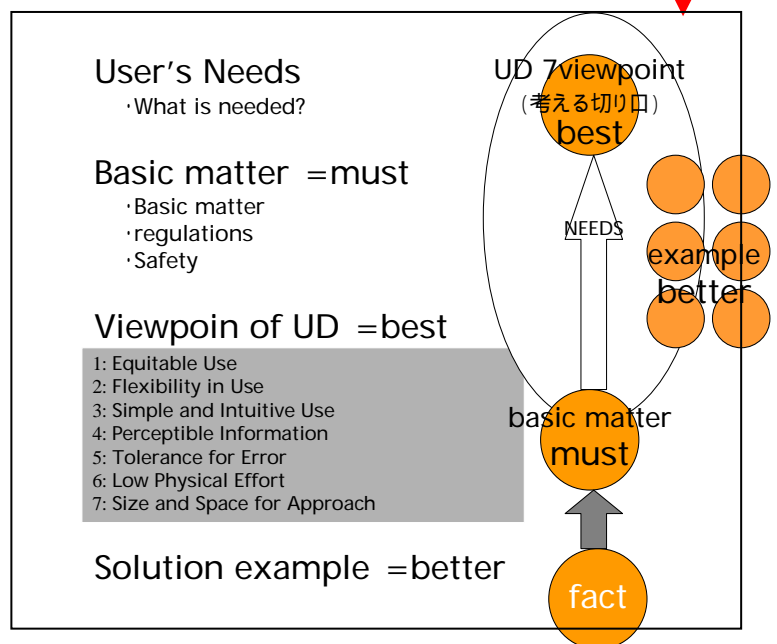 User's Needs
·What is needed?
Basic matter =must
·Basic matter
·regulations
·Safety
Viewpoin of UD =best
1: Equitable Use
2: Flexibility in Use
3: Simple and Intuitive Use
4: Perceptible Information
5: Tolerance for Error
6: Low Physical Effort
7: Size and Space for Approach
Solution example =better
UD 7viewpoint
(考える切り口)
best
NEEDS
example
better
basic matter
must
fact